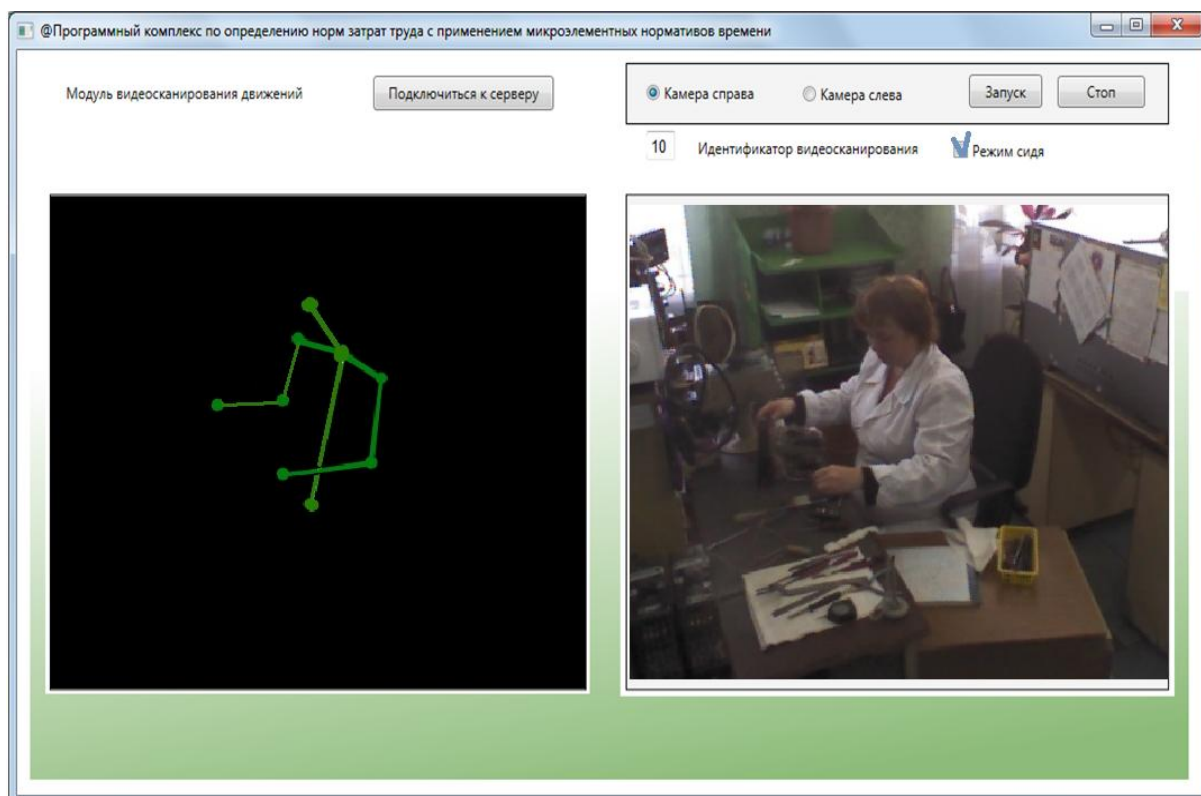 @Программный комплекс по определению норм затрат труда с применением микроэлементных нормативов времени
Модуль видеосканирования движений
Подключиться к серверу
Камера справа
Камера слева
Запуск
Стоп
10
Идентификатор видеосканирования
Режим сидя